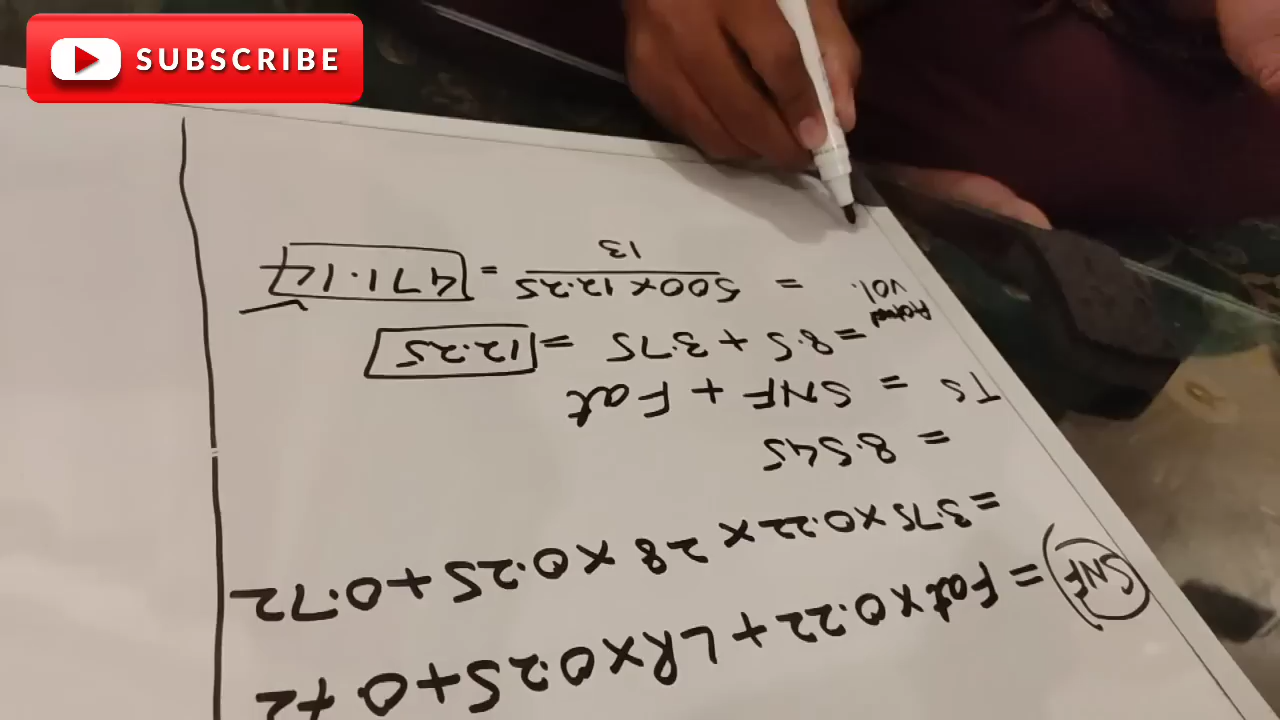 SUBSCRIBE
SNF = Fat x 0.22 + LR x 0.25 + 0.72
= 3.75 x 0.22 x 28 x 0.25 + 0.72
= 8.545
TS = SNF + Fat
= 8.5 + 3.75 = 12.25
Actual vol. = 500 x 12.25 / 13 = 471.14